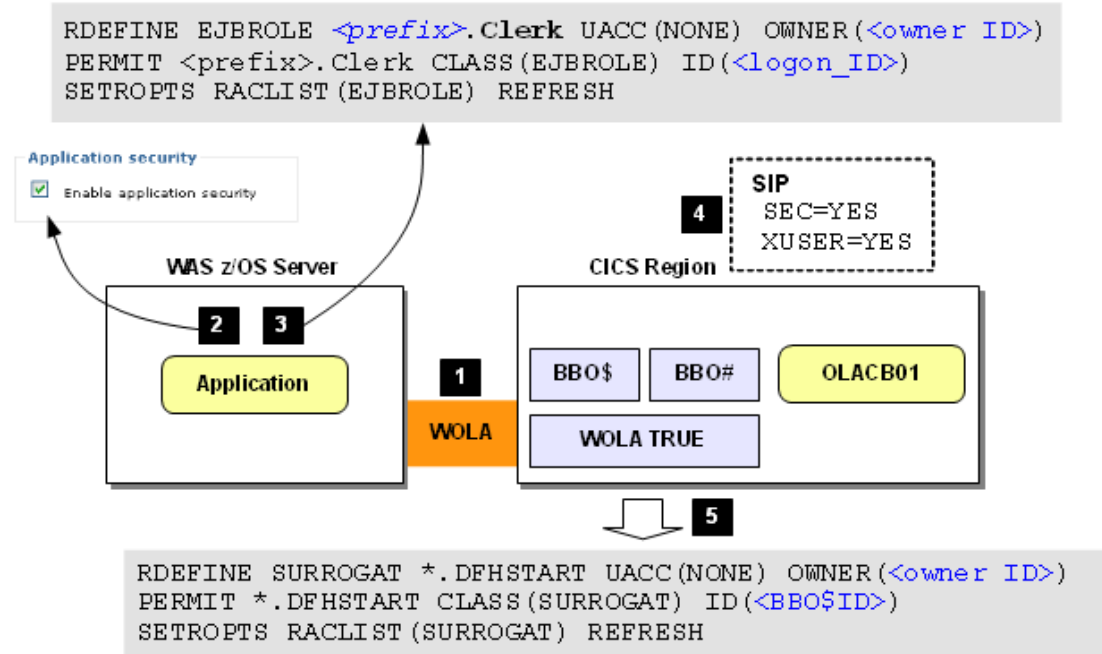 RDEFINE EJBROLE <prefix>.Clerk UACC(NONE) OWNER(<owner ID>)
PERMIT <prefix>.Clerk CLASS(EJBROLE) ID(<logon_ID>)
SETROPTS RACLIST(EJBROLE) REFRESH
Application security
Enable application security
SIP
SEC=YES
XUSER=YES
4
WAS z/OS Server
CICS Region
2
3
Application
1
WOLA
BBO$
BBO#
OLACB01
WOLA TRUE
5
RDEFINE SURROGAT *.DFHSTART UACC(NONE) OWNER(<owner ID>)
PERMIT *.DFHSTART CLASS(SURROGAT) ID(<BBO$ID>)
SETROPTS RACLIST(SURROGAT) REFRESH